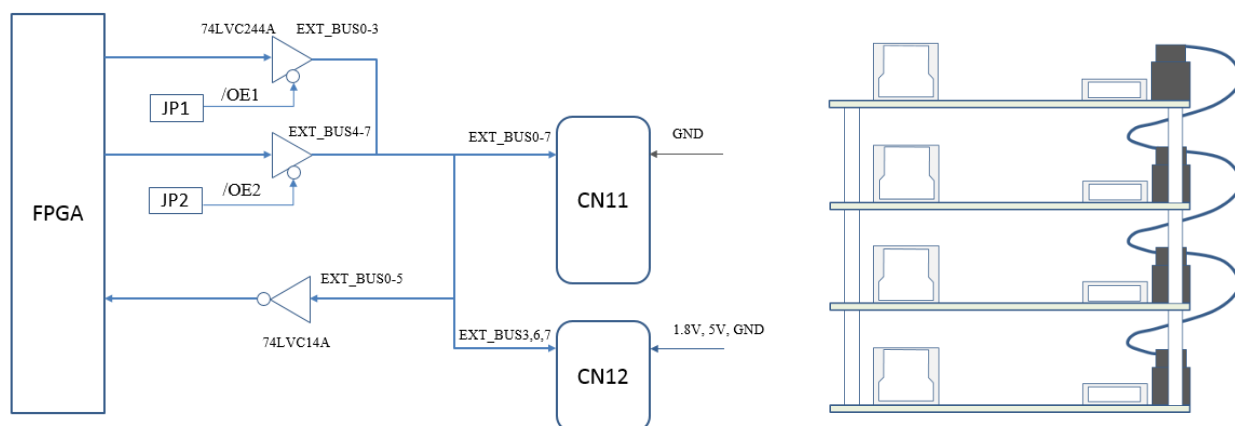 74LVC244A
EXT_BUS0-3
/OE1
JP1
EXT_BUS4-7
EXT_BUS0-7
GND
/OE2
JP2
FPGA
CN11
EXT_BUS0-5
74LVC14A
EXT_BUS3,6,7
1.8V, 5V, GND
CN12